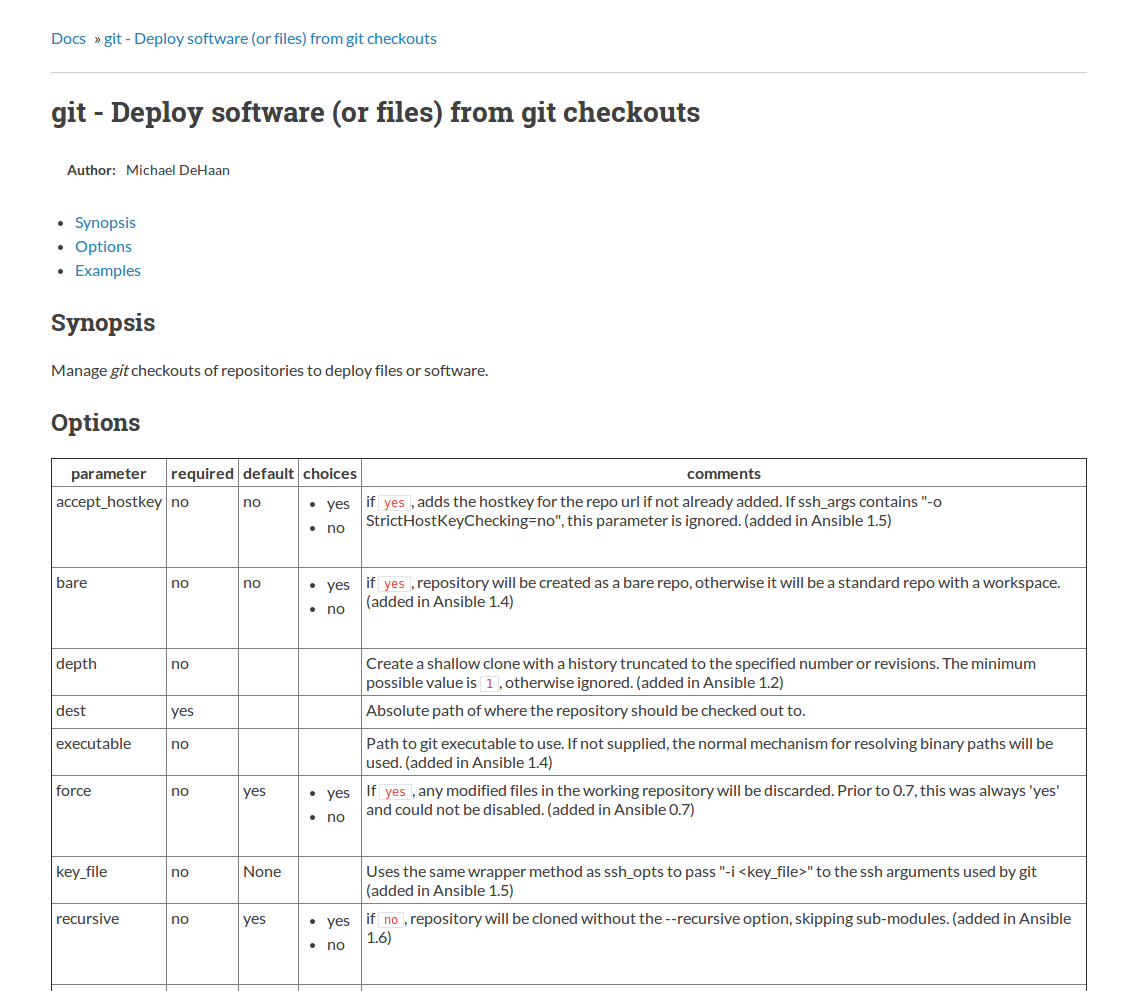 Docs » git - Deploy software (or files) from git checkouts
git - Deploy software (or files) from git checkouts
Author: Michael DeHaan
• Synopsis
• Options
• Examples
Synopsis
Manage git checkouts of repositories to deploy files or software.
Options
parameter required default choices comments
accept_hostkey no no • yes if yes, adds the hostkey for the repo url if not already added. If ssh_args contains "-o
• no StrictHostKeyChecking=no", this parameter is ignored. (added in Ansible 1.5)
bare no no • yes if yes, repository will be created as a bare repo, otherwise it will be a standard repo with a workspace.
• no (added in Ansible 1.4)
depth no Create a shallow clone with a history truncated to the specified number or revisions. The minimum
possible value is 1, otherwise ignored. (added in Ansible 1.2)
dest yes Absolute path of where the repository should be checked out to.
executable no Path to git executable to use. If not supplied, the normal mechanism for resolving binary paths will be
used. (added in Ansible 1.4)
force no yes • yes If yes, any modified files in the working repository will be discarded. Prior to 0.7, this was always 'yes'
• no and could not be disabled. (added in Ansible 0.7)
key_file no None Uses the same wrapper method as ssh_opts to pass "-i <key_file>" to the ssh arguments used by git
(added in Ansible 1.5)
recursive no yes • yes if no, repository will be cloned without the --recursive option, skipping sub-modules. (added in Ansible
• no 1.6)